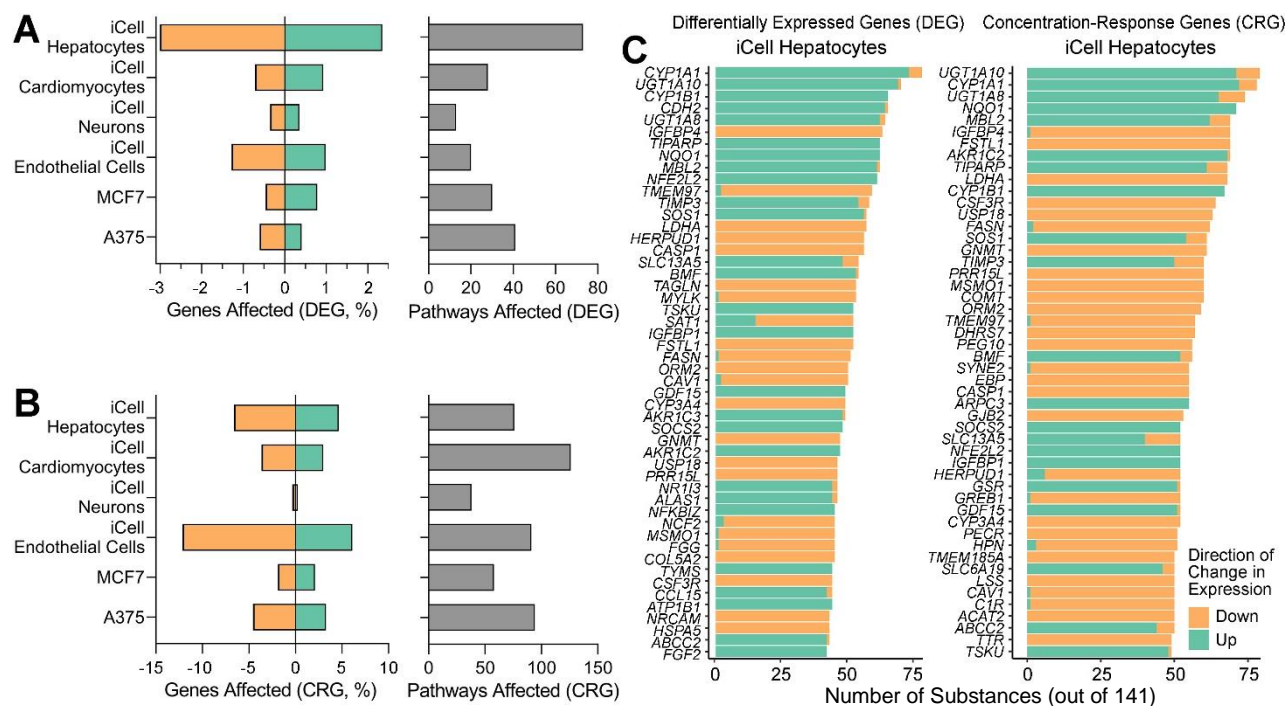 A
iCell
Hepatocytes
iCell
Cardiomyocytes
iCell
Neurons
iCell
Endothelial Cells
MCF7
A375
-3 -2 -1 0 1 2 3
Genes Affected (DEG, %)
0 20 40 60 80
Pathways Affected (DEG)
B
iCell
Hepatocytes
iCell
Cardiomyocytes
iCell
Neurons
iCell
Endothelial Cells
MCF7
A375
-15 -10 -5 0 5 10
Genes Affected (CRG, %)
0 50 100 150
Pathways Affected (CRG)
C
Differentially Expressed Genes (DEG)
iCell Hepatocytes
CYP1A1
UGT1A10
CYP1B1
CDH2
UGT1A8
IGFBP4
TIPARP
NQO1
MBL2
NFE2L2
TMEM97
TIMP3
SOS1
LDHA
HERPUD1
CASP1
SLC13A5
BMF
TAGLN
MYLK
TSKU
SAT1
IGFBP1
FSTL1
FASN
ORM2
CAV1
GDF15
CYP3A4
AKR1C3
SOCS2
GNMT
AKR1C2
USP18
PRR15L
NR1I3
ALAS1
NFKBIZ
NCF2
MSMO1
FGG
COL5A2
TYMS
CSF3R
CCL15
ATP1B1
NRCAM
HSPA5
ABCC2
FGF2
0 25 50 75
Concentration-Response Genes (CRG)
iCell Hepatocytes
UGT1A10
CYP1A1
UGT1A8
NQO1
MBL2
IGFBP4
FSTL1
AKR1C2
TIPARP
LDHA
CYP1B1
CSF3R
USP18
FASN
SOS1
GNMT
TIMP3
PRR15L
MSMO1
COMT
ORM2
TMEM97
DHRS7
PEG10
BMF
SYNE2
EBP
CASP1
ARPC3
GJB2
SOCS2
SLC13A5
NFE2L2
IGFBP1
HERPUD1
GSR
GREB1
GDF15
CYP3A4
PECR
HPN
TMEM185A
SLC6A19
LSS
CAV1
C1R
ACAT2
ABCC2
TTR
TSKU
0 25 50 75
Direction of
Change in
Expression
Down
Up
Number of Substances (out of 141)